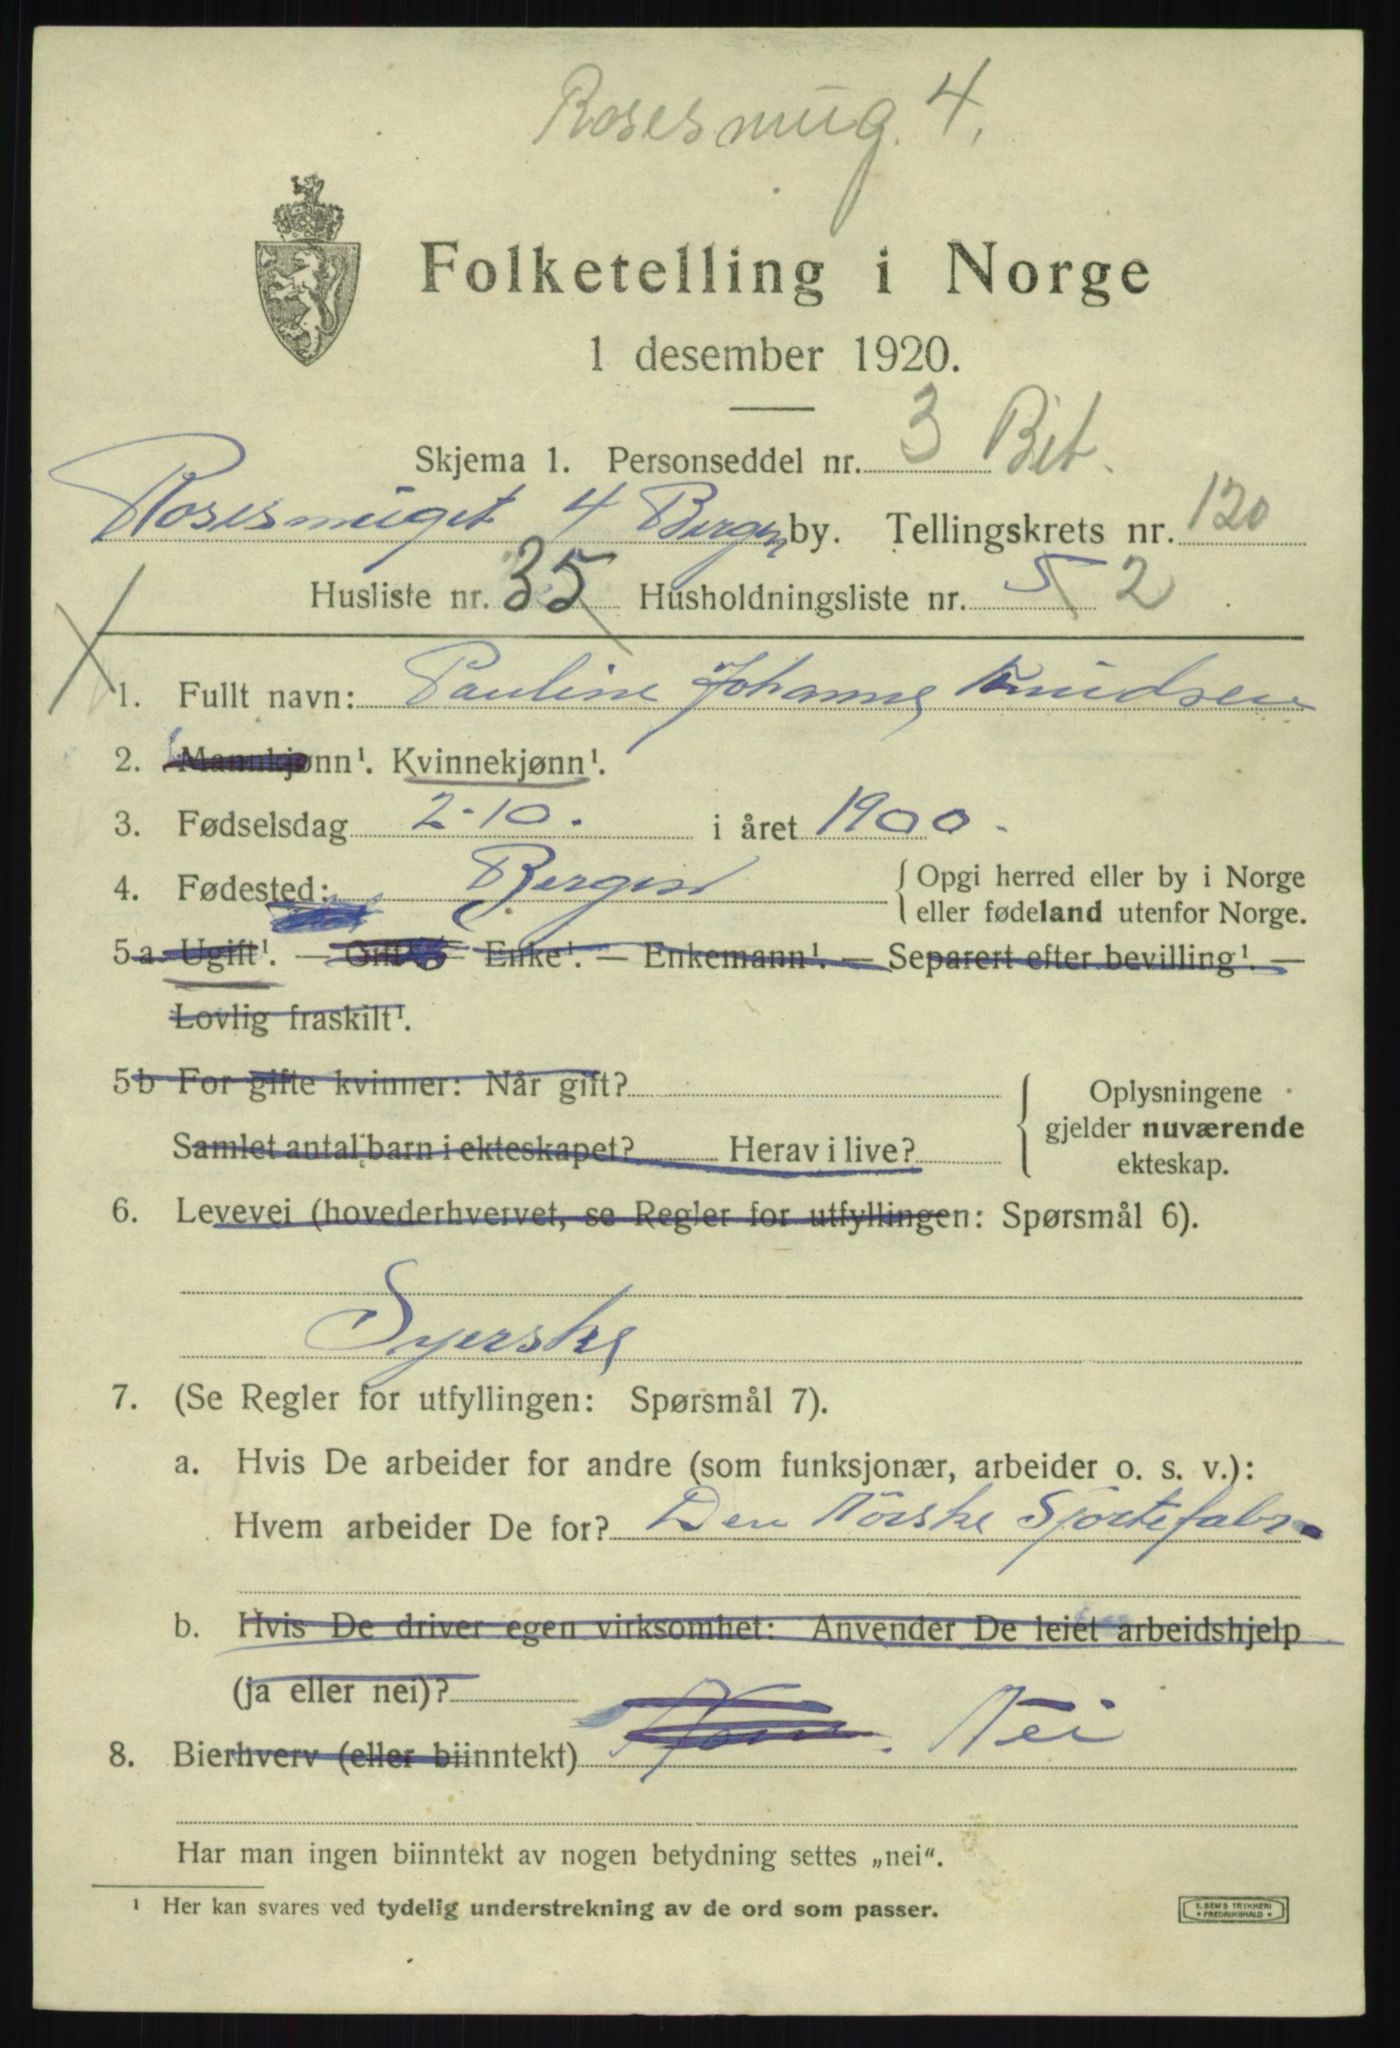 Rosesmug. 4.
Folketelling i Norge
1 desember 1920.
Skjema 1. Personseddel nr. 3 Bit.
Rosesmuget 4 Bergen by. Tellingskrets nr. 120
Husliste nr. 35 Husholdningsliste nr. 5 2
1. Fullt navn: Pauline Johanne Knudsen
2. Mannkjønn¹. Kvinnekjønn¹.
3. Fødselsdag 2-10. i året 1900.
4. Fødested: Bergen { Opgi herred eller by i Norge
eller fødeland utenfor Norge.
5a Ugift¹. — Gift¹ — Enke¹. — Enkemann¹. — Separert efter bevilling¹. —
Lovlig fraskilt¹.
5b For gifte kvinner: Når gift? { Oplysningene
gjelder nuværende
ekteskap.
Samlet antal barn i ekteskapet? Herav i live?
6. Levevei (hovederhvervet, se Regler for utfyllingen: Spørsmål 6).
Syerske
7. (Se Regler for utfyllingen: Spørsmål 7).
a. Hvis De arbeider for andre (som funksjonær, arbeider o. s. v.):
Hvem arbeider De for? Den Norske Sjortefabr.
b. Hvis De driver egen virksomhet: Anvender De leiet arbeidshjelp
(ja eller nei)?
8. Bierhverv (eller biinntekt) Nei
Har man ingen biinntekt av nogen betydning settes „nei“.
¹ Her kan svares ved tydelig understrekning av de ord som passer.
E. SEM'S TRYKKERI
• FREDRIKSHALD •